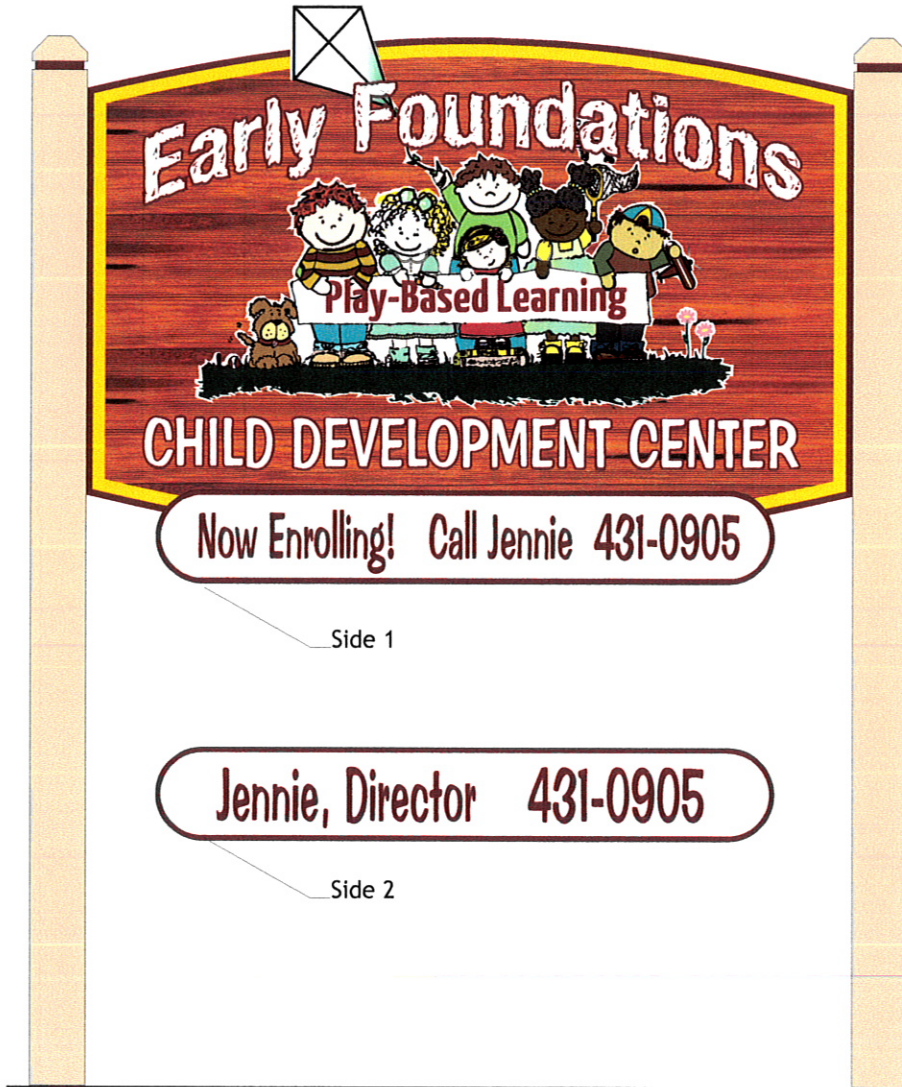 Early Foundations
Play-Based Learning
CHILD DEVELOPMENT CENTER
Now Enrolling! Call Jennie 431-0905
Side 1
Jennie, Director 431-0905
Side 2